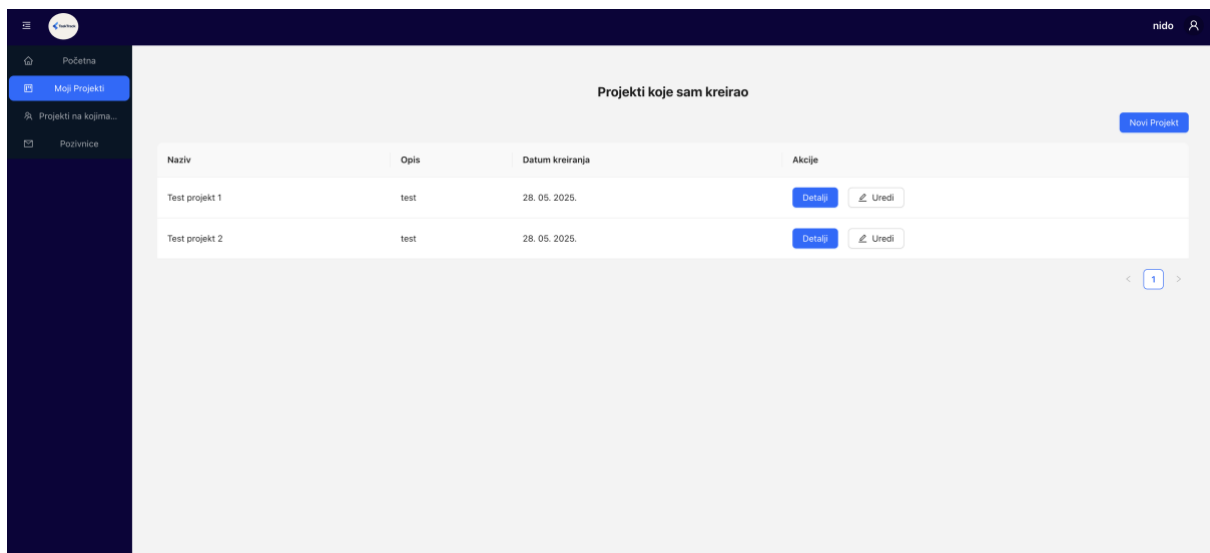 TaskTrack
nido
Početna
Moji Projekti
Projekti na kojima...
Pozivnice
Projekti koje sam kreirao
Novi Projekt
Naziv Opis Datum kreiranja Akcije
Test projekt 1 test 28. 05. 2025. Detalji Uredi
Test projekt 2 test 28. 05. 2025. Detalji Uredi
< 1 >